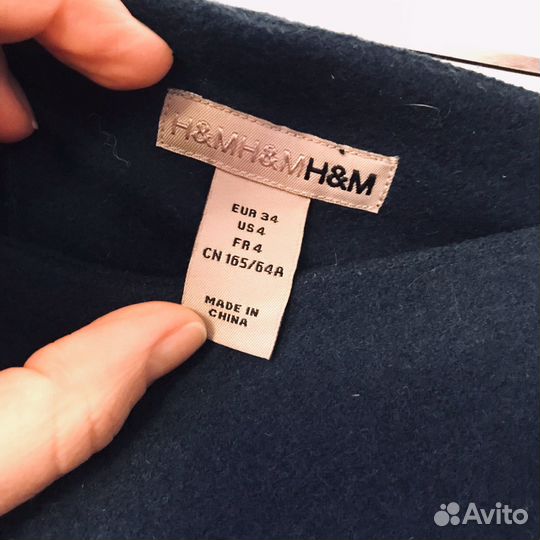 H&MH&MH&M
EUR 34
US 4
FR 4
CN 165/64A
MADE IN
CHINA
Avito